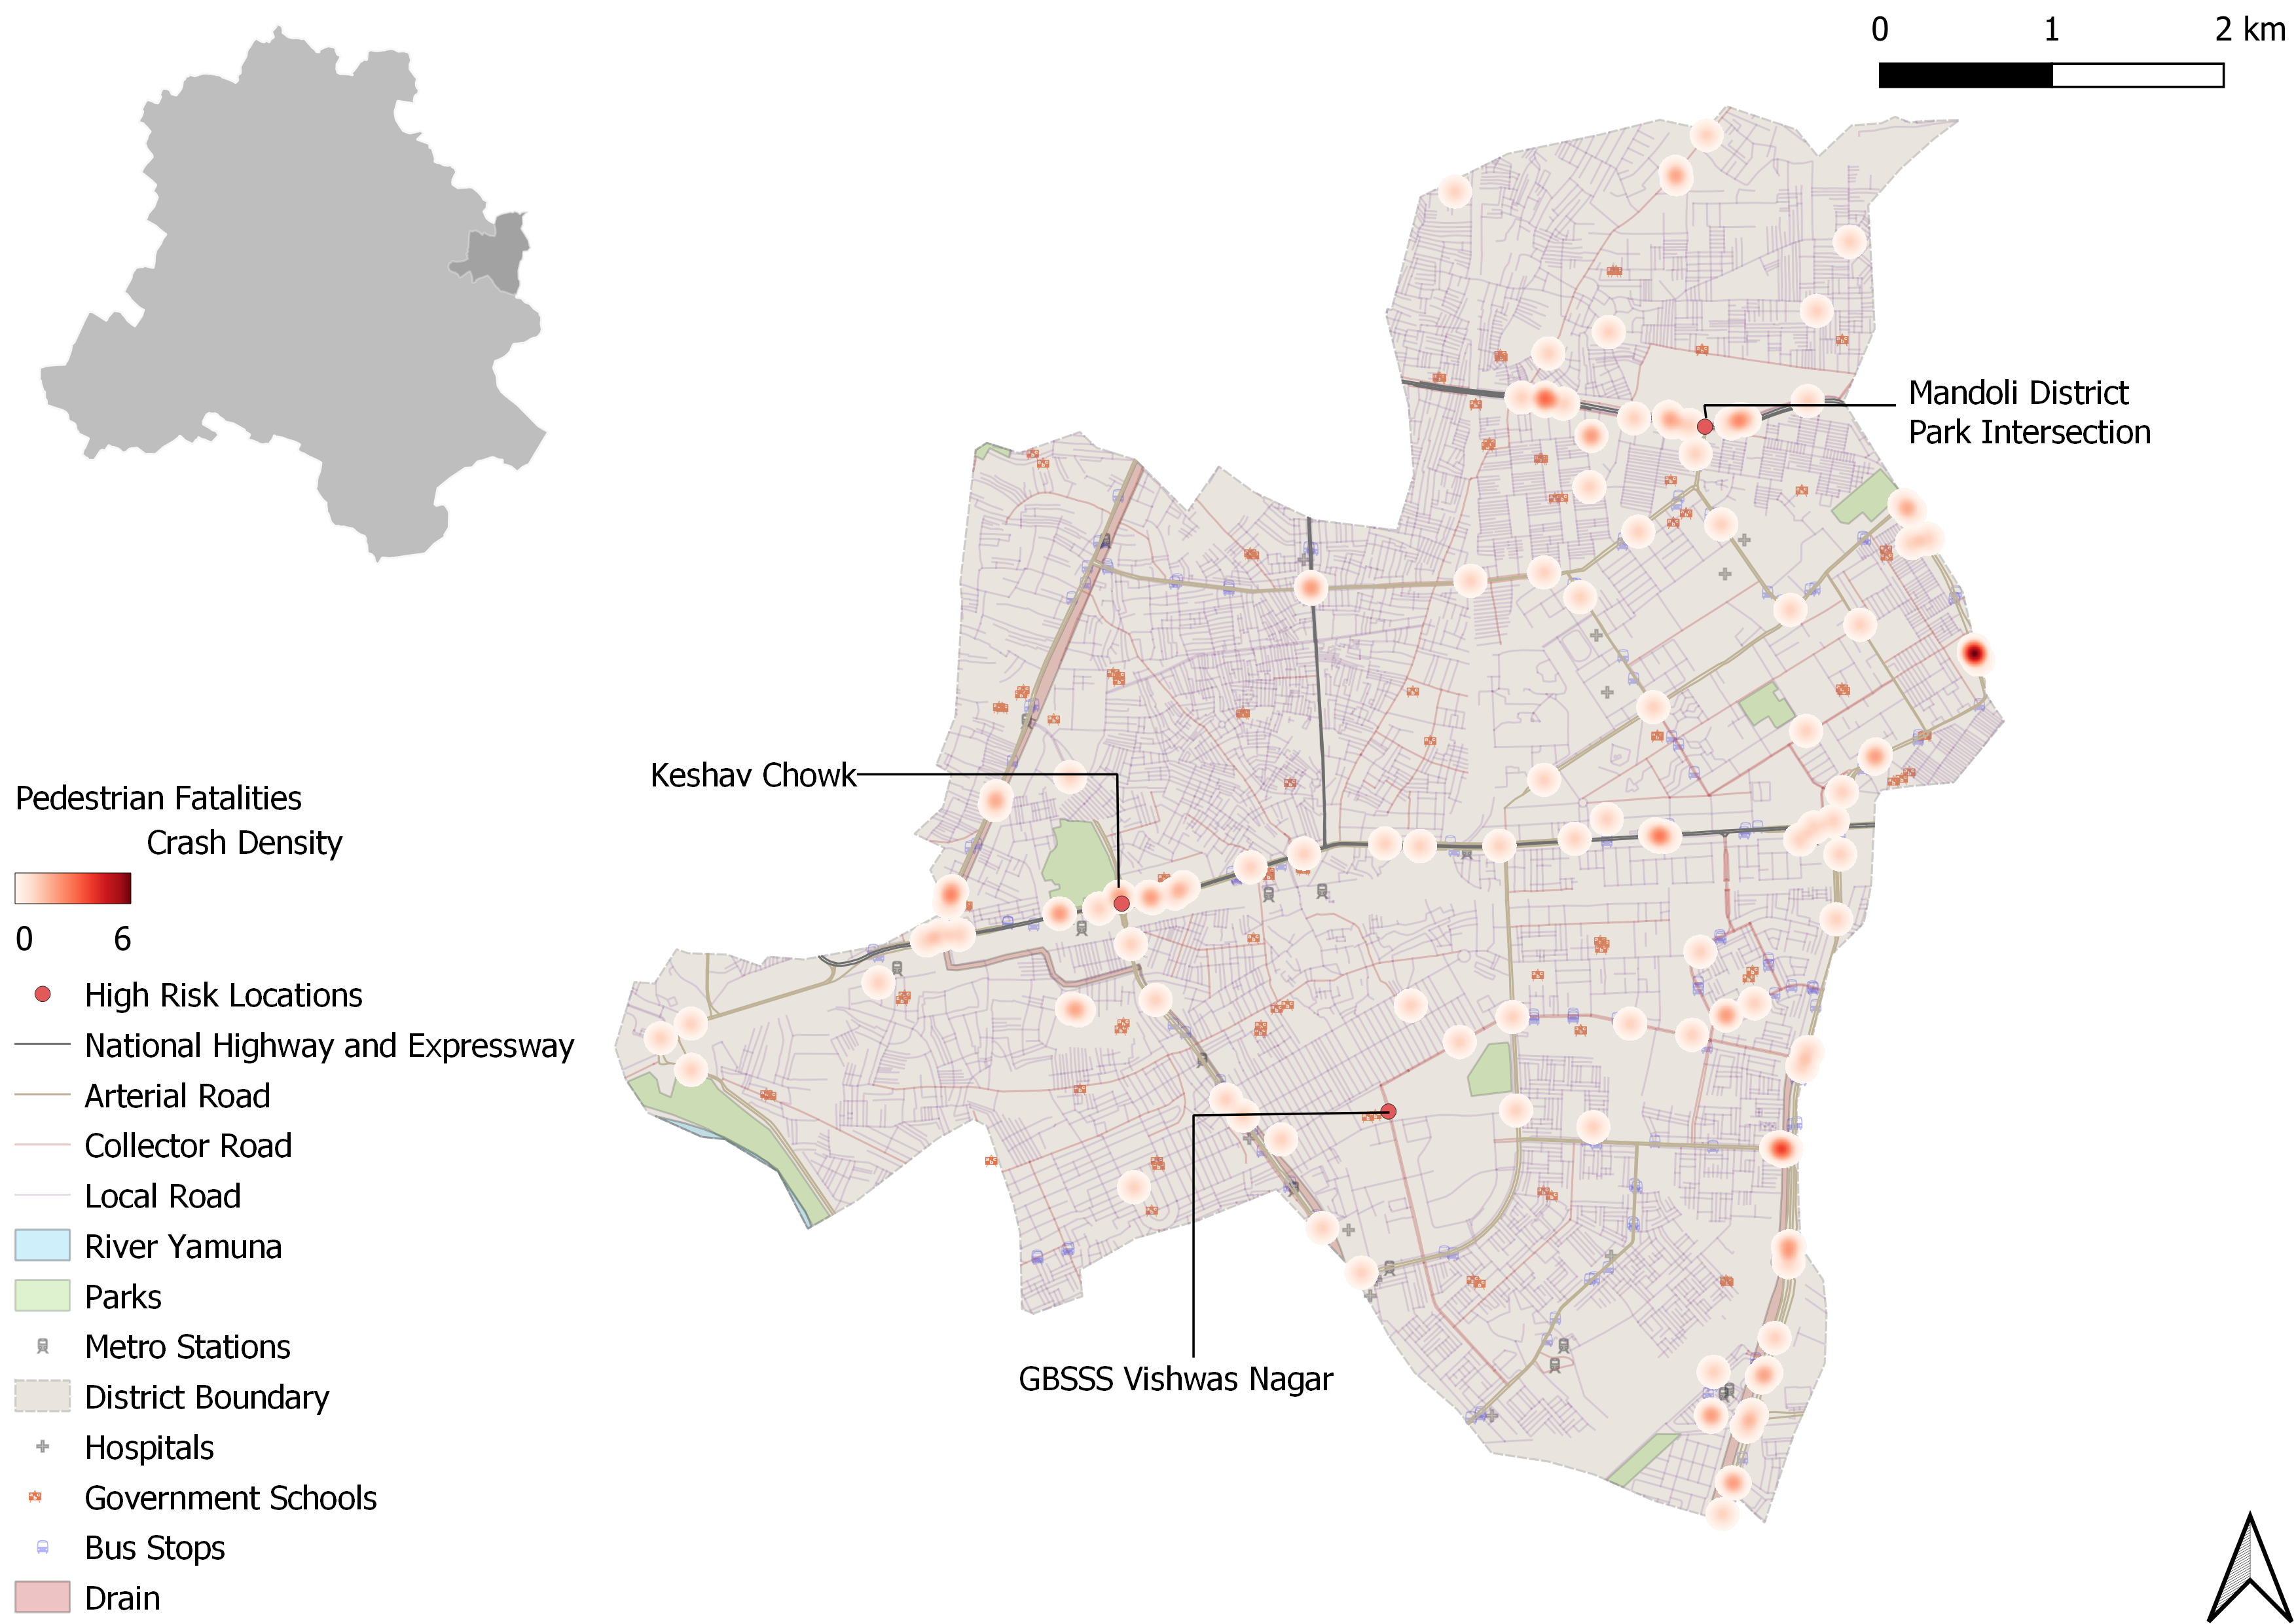 0 1 2 km
Mandoli District
Park Intersection
Keshav Chowk
GBSSS Vishwas Nagar
Pedestrian Fatalities
Crash Density
0 6
High Risk Locations
National Highway and Expressway
Arterial Road
Collector Road
Local Road
River Yamuna
Parks
Metro Stations
District Boundary
Hospitals
Government Schools
Bus Stops
Drain